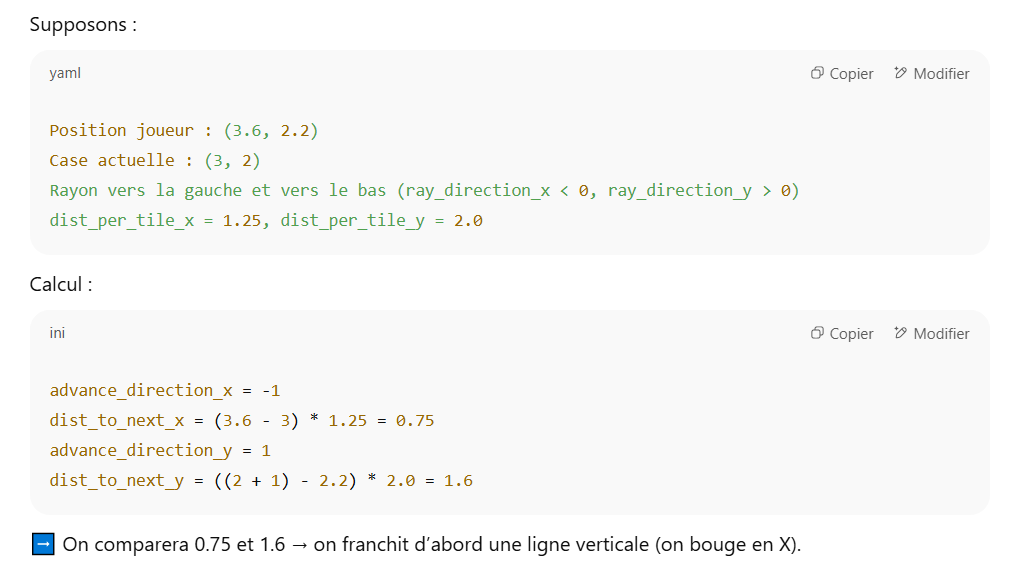 Supposons :
yaml Copier Modifier
Position joueur : (3.6, 2.2)
Case actuelle : (3, 2)
Rayon vers la gauche et vers le bas (ray_direction_x < 0, ray_direction_y > 0)
dist_per_tile_x = 1.25, dist_per_tile_y = 2.0
Calcul :
ini Copier Modifier
advance_direction_x = -1
dist_to_next_x = (3.6 - 3) * 1.25 = 0.75
advance_direction_y = 1
dist_to_next_y = ((2 + 1) - 2.2) * 2.0 = 1.6
➡ On comparera 0.75 et 1.6 → on franchit d’abord une ligne verticale (on bouge en X).